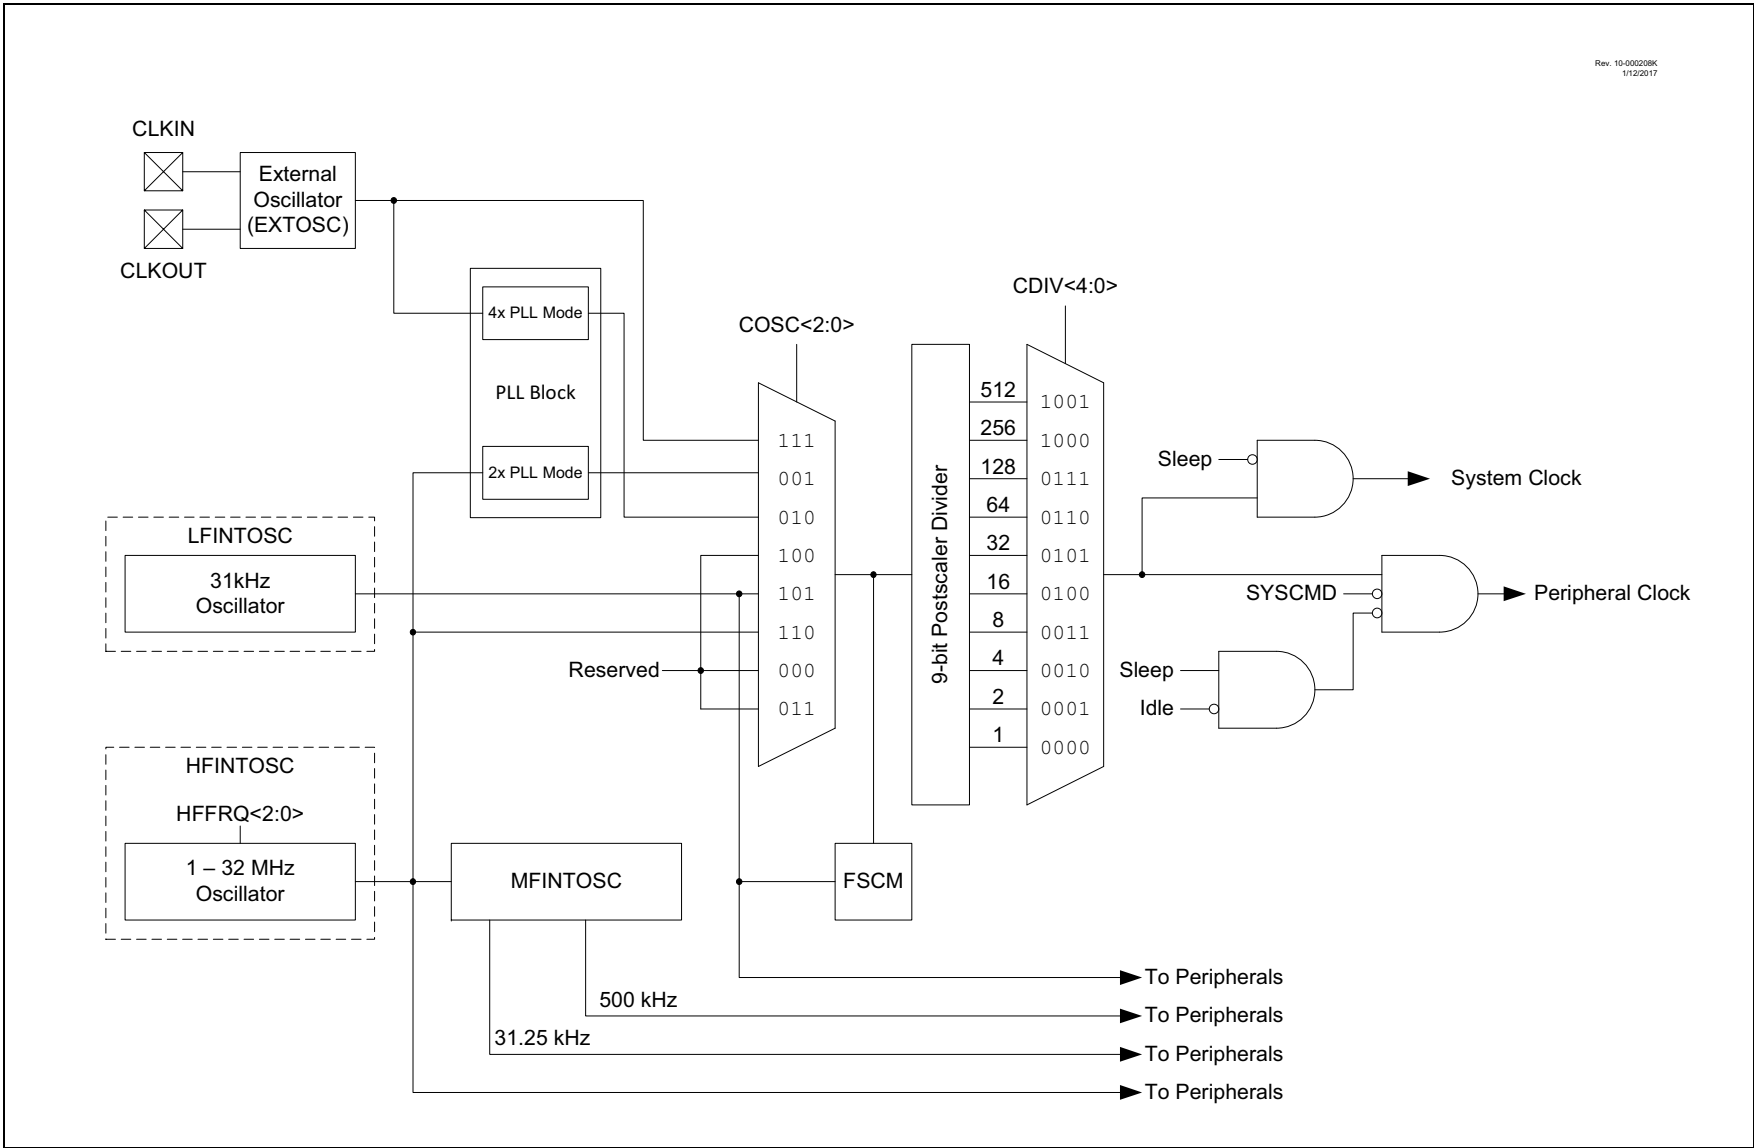 Rev. 10-000208K
1/12/2017
CLKIN
External
Oscillator
(EXTOSC)
CLKOUT
4x PLL Mode
PLL Block
2x PLL Mode
COSC<2:0>
111
001
010
100
101
110
000
011
CDIV<4:0>
9-bit Postscaler Divider
512
256
128
64
32
16
8
4
2
1
1001
1000
0111
0110
0101
0100
0011
0010
0001
0000
Sleep
System Clock
SYSCMD
Peripheral Clock
Sleep
Idle
LFINTOSC
31kHz
Oscillator
Reserved
HFINTOSC
HFFRQ<2:0>
1 – 32 MHz
Oscillator
MFINTOSC
FSCM
To Peripherals
500 kHz
To Peripherals
31.25 kHz
To Peripherals
To Peripherals